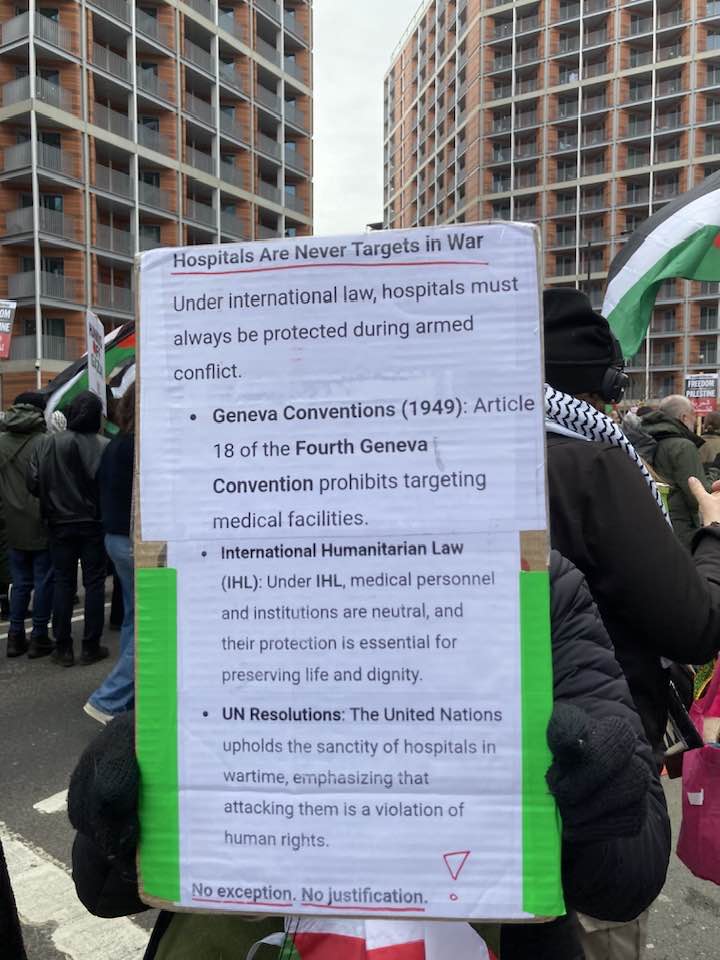 Hospitals Are Never Targets in War
Under international law, hospitals must
always be protected during armed
conflict.
• Geneva Conventions (1949): Article
18 of the Fourth Geneva
Convention prohibits targeting
medical facilities.
• International Humanitarian Law
(IHL): Under IHL, medical personnel
and institutions are neutral, and
their protection is essential for
preserving life and dignity.
• UN Resolutions: The United Nations
upholds the sanctity of hospitals in
wartime, emphasizing that
attacking them is a violation of
human rights.
No exception. No justification. !
FREEDOM
PALESTINE